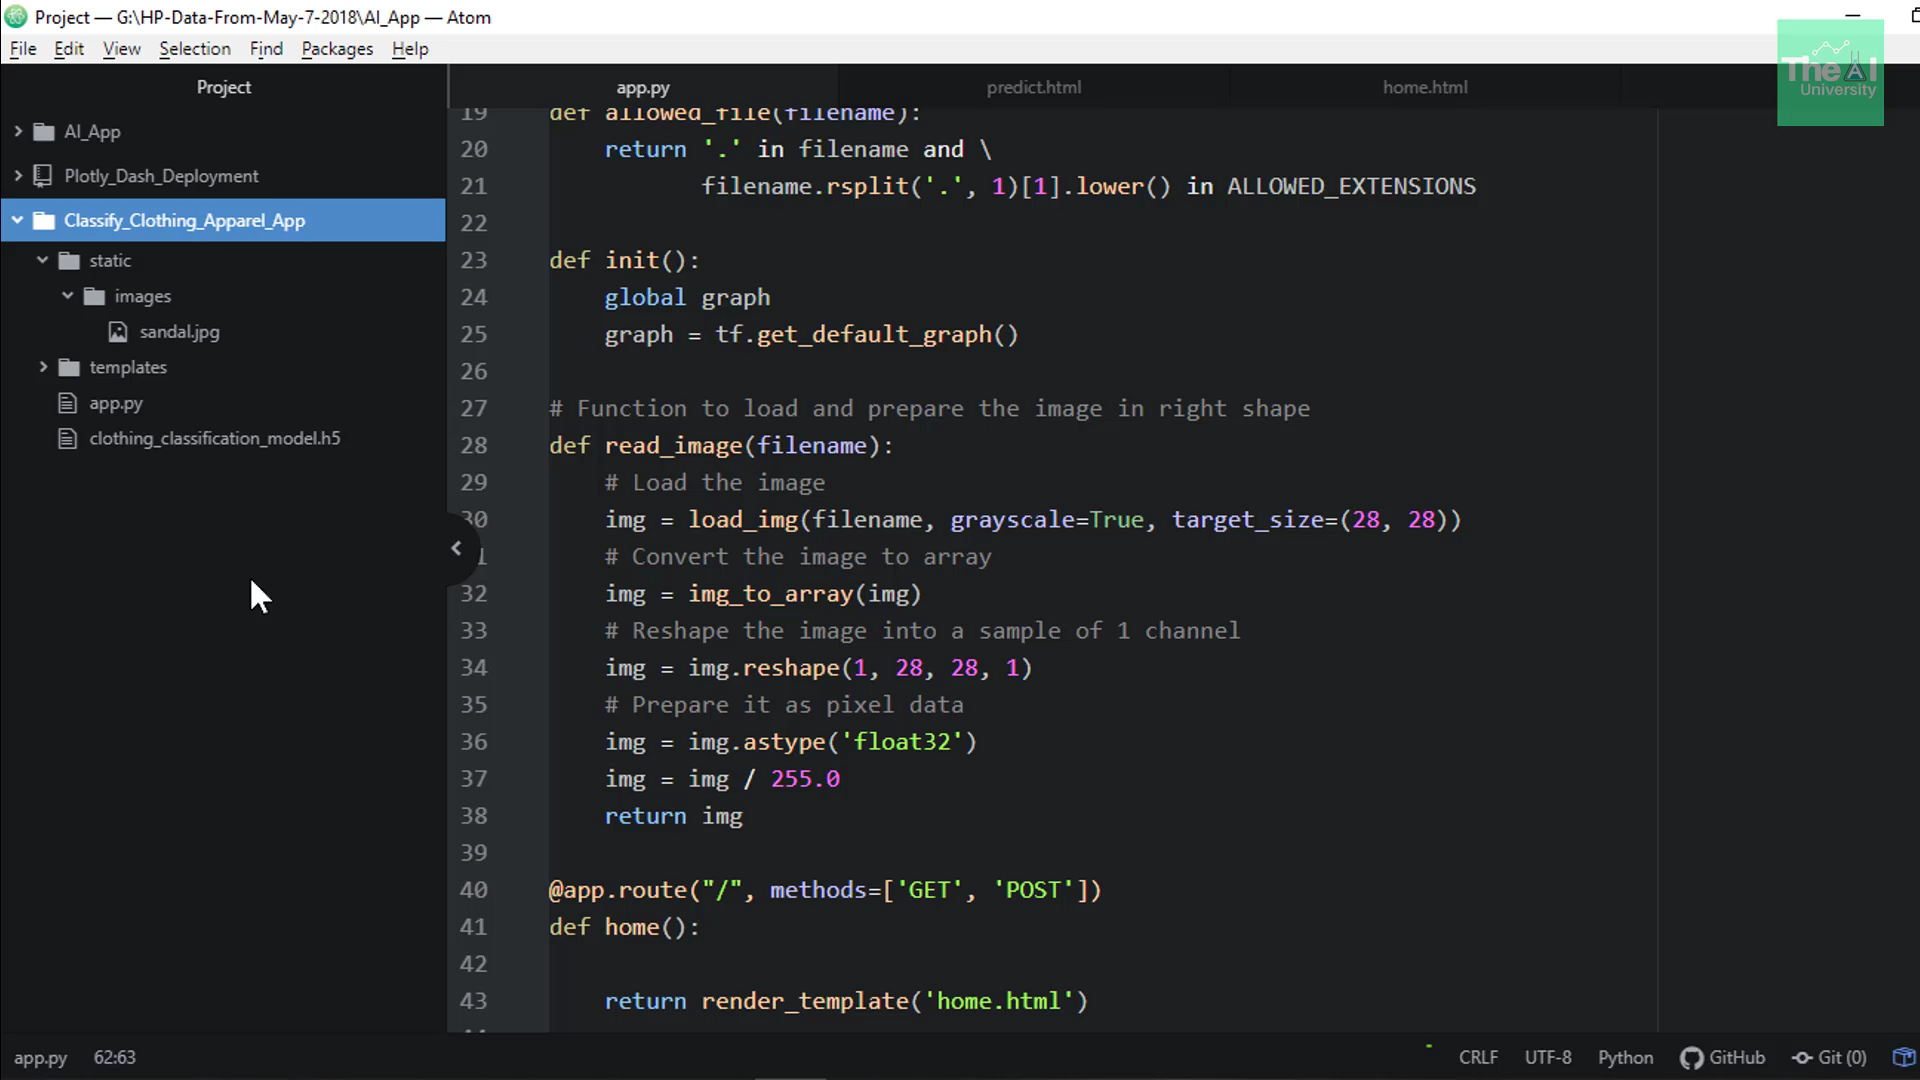 Project — G:\HP-Data-From-May-7-2018\AI_App — Atom
File Edit View Selection Find Packages Help
The AI
University
Project
AI_App
Plotly_Dash_Deployment
Classify_Clothing_Apparel_App
static
images
sandal.jpg
templates
app.py
clothing_classification_model.h5
app.py predict.html home.html
19 def allowed_file(filename):
20 return '.' in filename and \
21 filename.rsplit('.', 1)[1].lower() in ALLOWED_EXTENSIONS
22
23 def init():
24 global graph
25 graph = tf.get_default_graph()
26
27 # Function to load and prepare the image in right shape
28 def read_image(filename):
29 # Load the image
30 img = load_img(filename, grayscale=True, target_size=(28, 28))
1 # Convert the image to array
32 img = img_to_array(img)
33 # Reshape the image into a sample of 1 channel
34 img = img.reshape(1, 28, 28, 1)
35 # Prepare it as pixel data
36 img = img.astype('float32')
37 img = img / 255.0
38 return img
39
40 @app.route("/", methods=['GET', 'POST'])
41 def home():
42
43 return render_template('home.html')
app.py 62:63 CRLF UTF-8 Python GitHub Git (0)